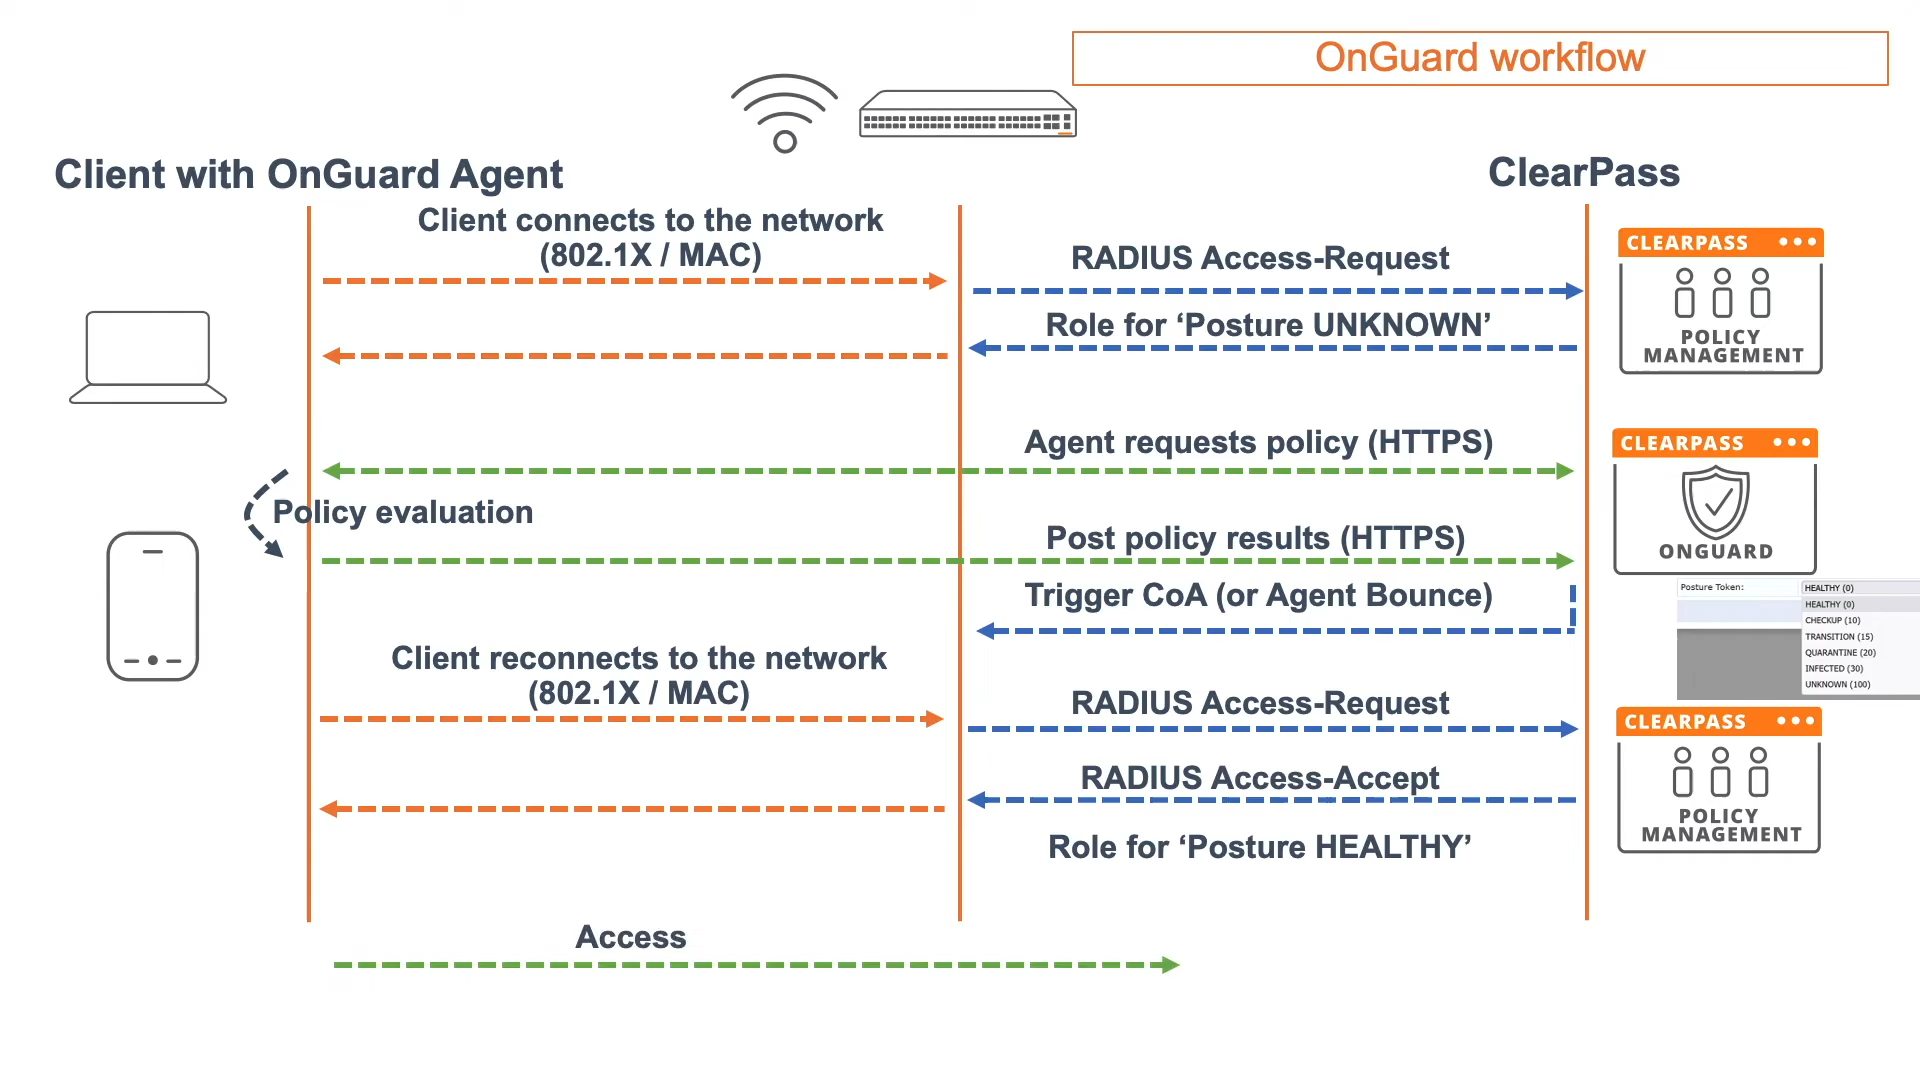 OnGuard workflow
Client with OnGuard Agent
ClearPass
Client connects to the network
(802.1X / MAC)
RADIUS Access-Request
CLEARPASS
POLICY
MANAGEMENT
Role for ‘Posture UNKNOWN’
Agent requests policy (HTTPS)
CLEARPASS
ONGUARD
Policy evaluation
Post policy results (HTTPS)
Trigger CoA (or Agent Bounce)
Posture Token:
HEALTHY (0)
HEALTHY (0)
CHECKUP (10)
TRANSITION (15)
QUARANTINE (20)
INFECTED (30)
UNKNOWN (100)
Client reconnects to the network
(802.1X / MAC)
RADIUS Access-Request
CLEARPASS
POLICY
MANAGEMENT
RADIUS Access-Accept
Role for ‘Posture HEALTHY’
Access